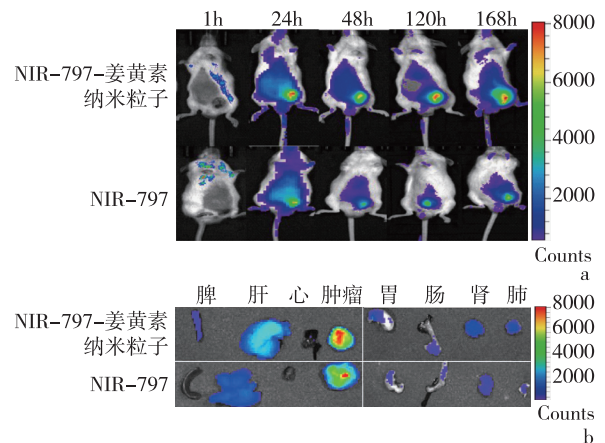 1h 24h 48h 120h 168h
8000
NIR-797-姜黄素
纳米粒子
6000
4000
NIR-797
2000
Counts
a
脾 肝 心 肿瘤 胃 肠 肾 肺
8000
NIR-797-姜黄素
纳米粒子
6000
4000
NIR-797
2000
Counts
b